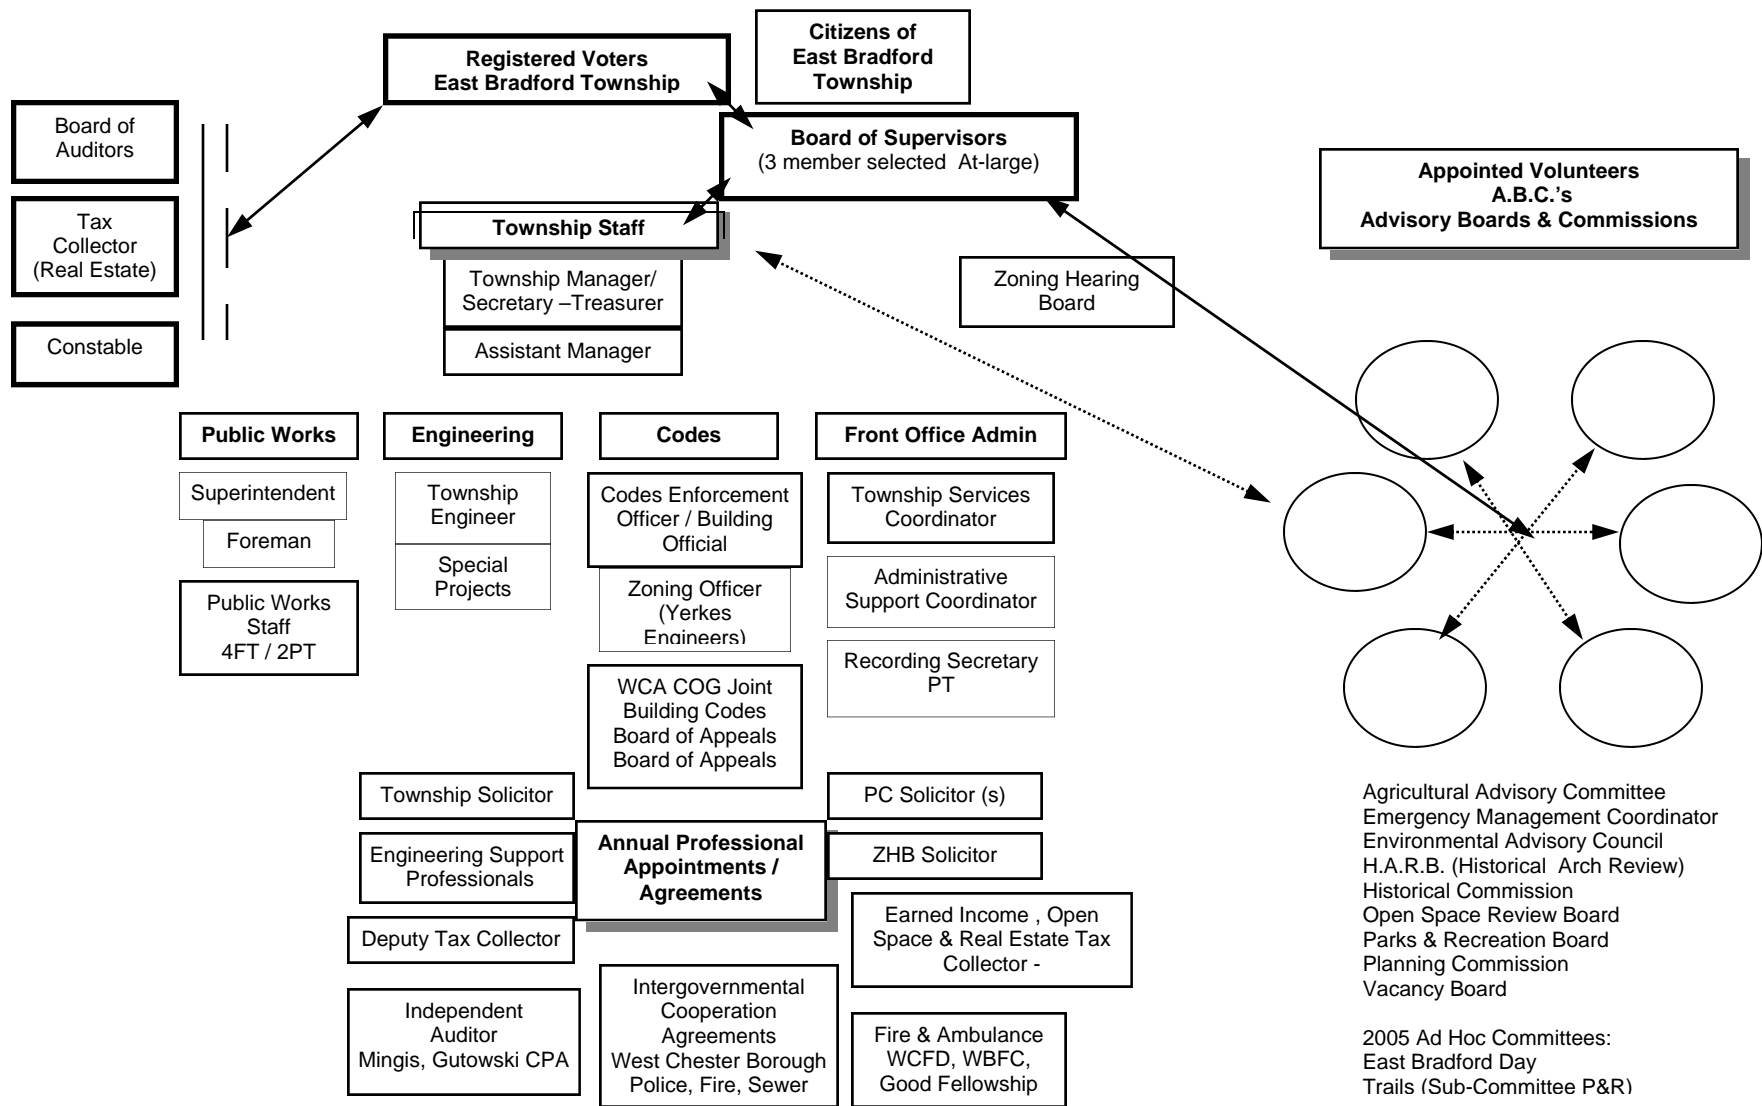 Citizens of
East Bradford
Township
Registered Voters
East Bradford Township
Board of
Auditors
Tax
Collector
(Real Estate)
Constable
Board of Supervisors
(3 member selected  At-large)
Appointed Volunteers
A.B.C.’s
Advisory Boards & Commissions
Township Staff
Township Manager/
Secretary –Treasurer
Assistant Manager
Zoning Hearing
Board
Public Works
Superintendent
Foreman
Public Works
Staff
4FT / 2PT
Engineering
Township
Engineer
Special
Projects
Codes
Codes Enforcement
Officer / Building
Official
Zoning Officer
(Yerkes
Engineers)
WCA COG Joint
Building Codes
Board of Appeals
Board of Appeals
Front Office Admin
Township Services
Coordinator
Administrative
Support Coordinator
Recording Secretary
PT
Township Solicitor
Engineering Support
Professionals
Deputy Tax Collector
Independent
Auditor
Mingis, Gutowski CPA
Annual Professional
Appointments /
Agreements
Intergovernmental
Cooperation
Agreements
West Chester Borough
Police, Fire, Sewer
PC Solicitor (s)
ZHB Solicitor
Earned Income , Open
Space & Real Estate Tax
Collector -
Fire & Ambulance
WCFD, WBFC,
Good Fellowship
Agricultural Advisory Committee
Emergency Management Coordinator
Environmental Advisory Council
H.A.R.B. (Historical  Arch Review)
Historical Commission
Open Space Review Board
Parks & Recreation Board
Planning Commission
Vacancy Board
2005 Ad Hoc Committees:
East Bradford Day
Trails (Sub-Committee P&R)